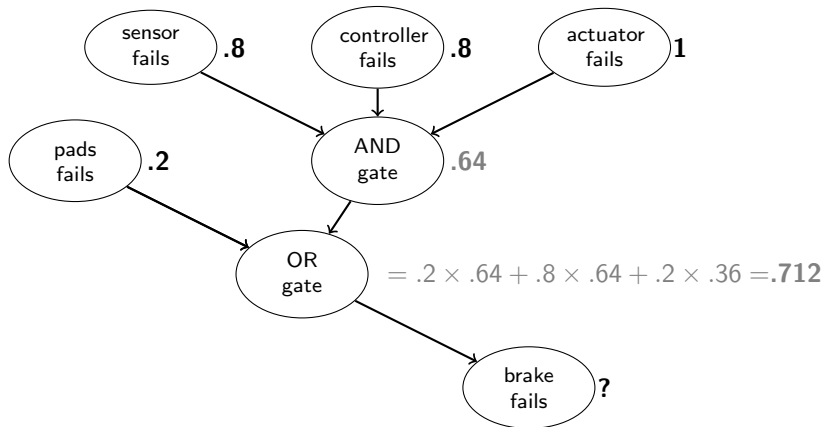 sensor
fails
.8
controller
fails
.8
actuator
fails
1
pads
fails
.2
AND
gate
.64
OR
gate
= .2 × .64 + .8 × .64 + .2 × .36 =.712
brake
fails
?